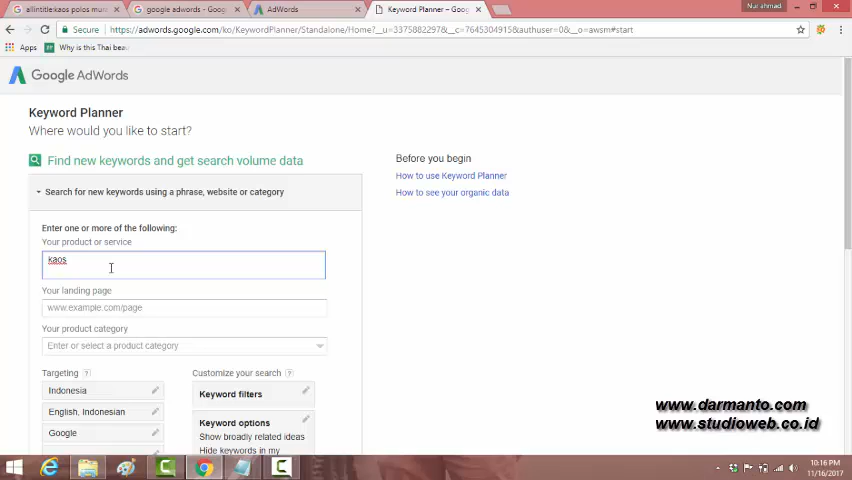 allintitle:kaos polos mus
google adwords - Google
AdWords
Keyword Planner – Goog
Nur ahmad
Secure
https://adwords.google.com/ko/KeywordPlanner/Standalone/Home?__u=3375882297&__c=7645304915&authuser=0&__o=awsm#start
Apps
Why is this Thai beau
Google AdWords
Keyword Planner
Where would you like to start?
Find new keywords and get search volume data
Search for new keywords using a phrase, website or category
Enter one or more of the following:
Your product or service
kaos
Your landing page
www.example.com/page
Your product category
Enter or select a product category
Targeting ?
Indonesia
English, Indonesian
Google
Customize your search ?
Keyword filters
Keyword options
Show broadly related ideas
Hide keywords in my
Before you begin
How to use Keyword Planner
How to see your organic data
www.darmanto.com
www.studioweb.co.id
10:16 PM
11/16/2017